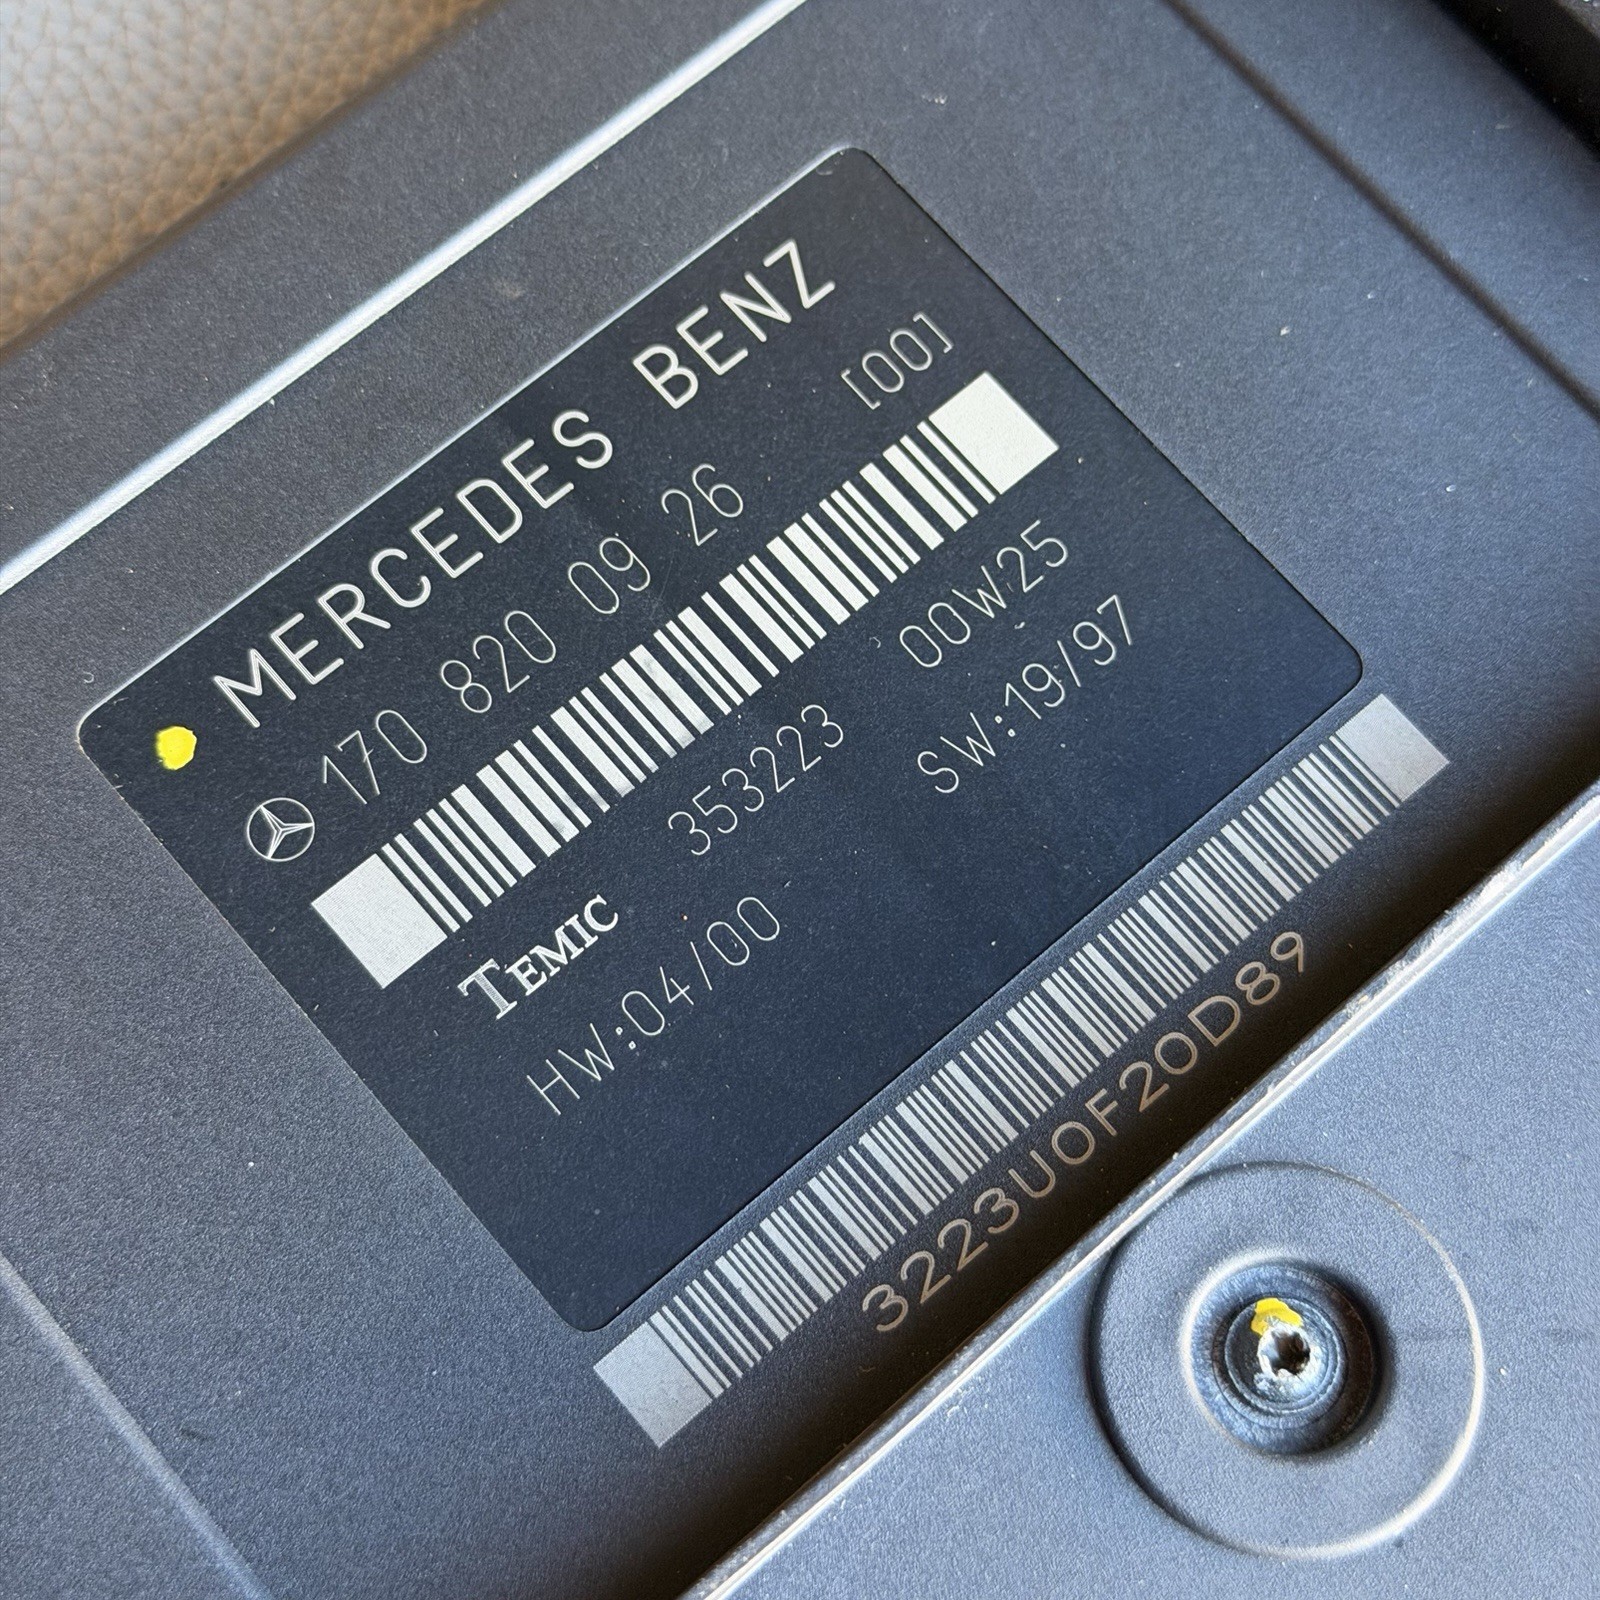 MERCEDES BENZ
170 820 09 26 [00]
TEMIC 353223 00W25
HW:04/00 SW:19/97
3223U0F20D89